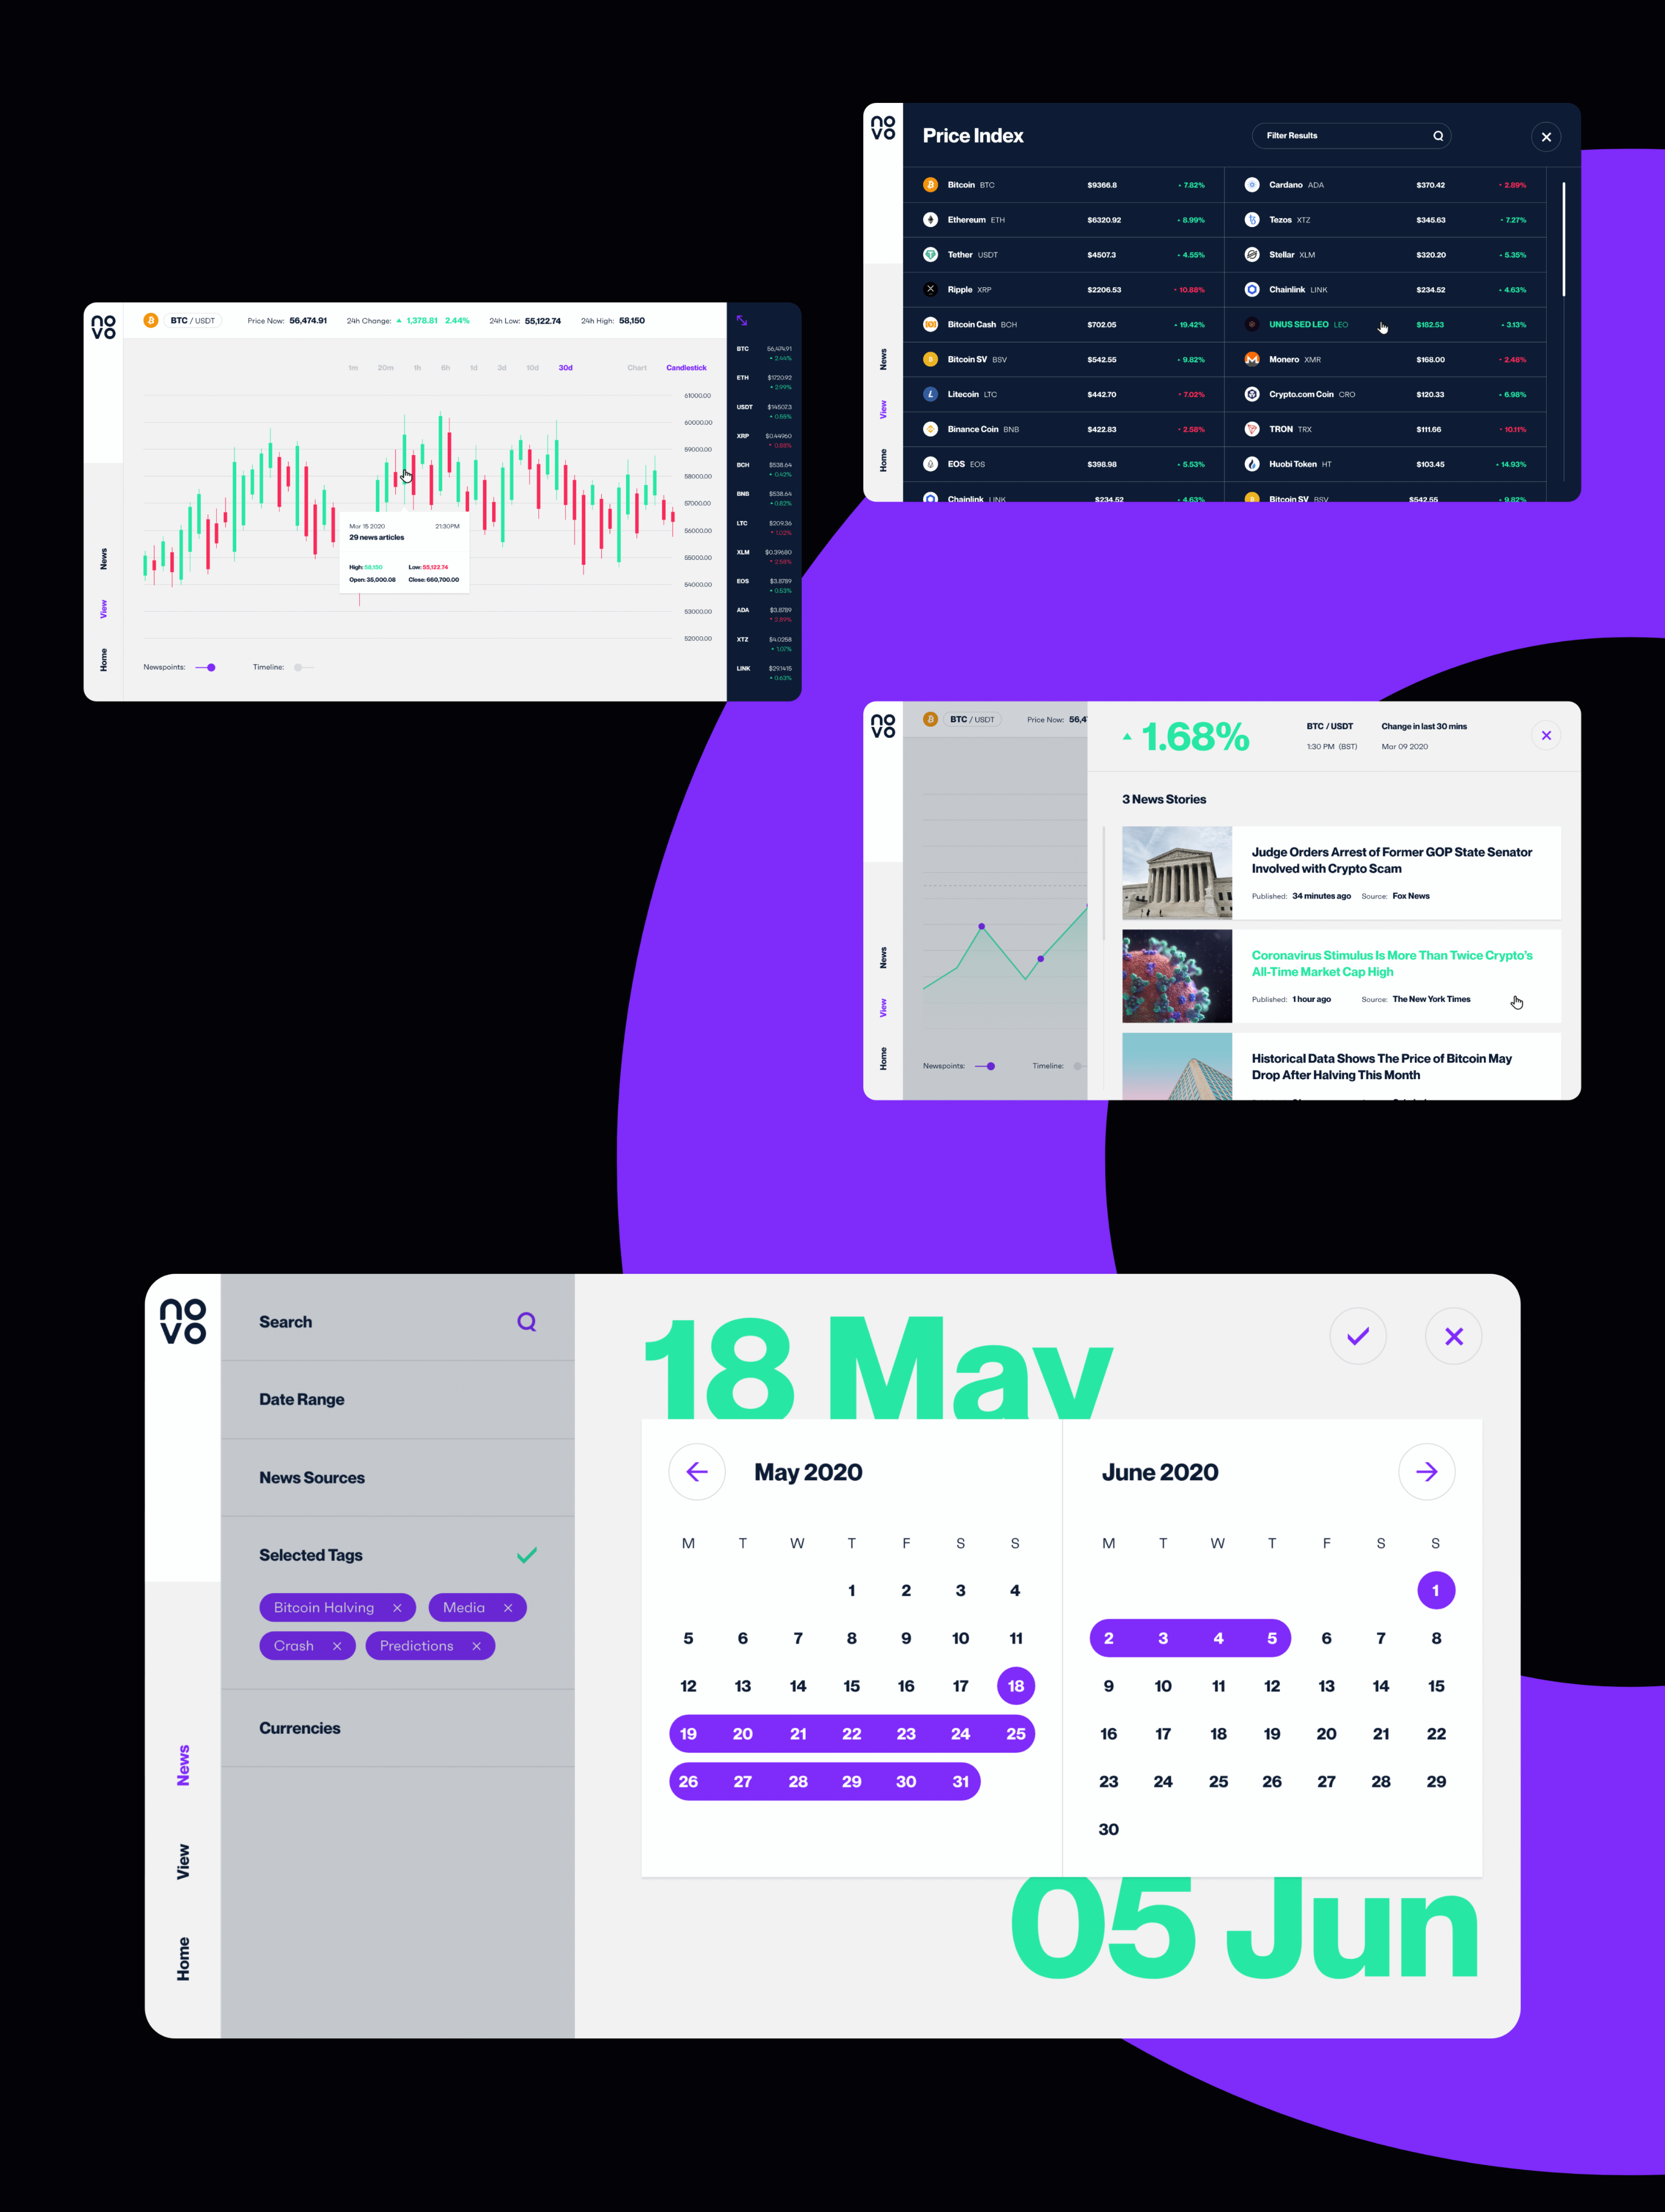 no
vo
BTC / USDT
Price Now: 56,474.91
24h Change: 1,378.81 2.44%
24h Low: 55,122.74
24h High: 58,150
1m 20m 1h 6h 1d 3d 10d 30d
Chart Candlestick
61000.00
60000.00
59000.00
58000.00
57000.00
56000.00
55000.00
54000.00
53000.00
52000.00
Mar 15 2020 21:30PM
29 news articles
High: 58,150 Low: 55,122.74
Open: 35,000.08 Close: 660,700.00
Newspoints:
Timeline:
News
View
Home
BTC 56,474.91
2.44%
ETH $1720.92
2.99%
USDT $14507.3
0.55%
XRP $0.44960
0.88%
BCH $538.64
0.42%
BNB $538.64
0.82%
LTC $209.36
1.02%
XLM $0.39680
2.58%
EOS $3.8789
0.53%
ADA $3.8789
2.89%
XTZ $4.0258
1.07%
LINK $29.1415
0.63%
no
vo
Price Index
Filter Results
Bitcoin BTC $9366.8 7.82%
Ethereum ETH $6320.92 8.99%
Tether USDT $4507.3 4.55%
Ripple XRP $2206.53 10.88%
Bitcoin Cash BCH $702.05 19.42%
Bitcoin SV BSV $542.55 9.82%
Litecoin LTC $442.70 7.02%
Binance Coin BNB $422.83 2.58%
EOS EOS $398.98 5.53%
Chainlink LINK $234.52 4.63%
Cardano ADA $370.42 2.89%
Tezos XTZ $345.63 7.27%
Stellar XLM $320.20 5.35%
Chainlink LINK $234.52 4.63%
UNUS SED LEO LEO $182.53 3.13%
Monero XMR $168.00 2.48%
Crypto.com Coin CRO $120.33 6.98%
TRON TRX $111.66 10.11%
Huobi Token HT $103.45 14.93%
Bitcoin SV BSV $542.55 9.82%
News
View
Home
no
vo
BTC / USDT
Price Now: 56,4
Newspoints:
Timeline:
News
View
Home
1.68%
BTC / USDT
1:30 PM (BST)
Change in last 30 mins
Mar 09 2020
3 News Stories
Judge Orders Arrest of Former GOP State Senator
Involved with Crypto Scam
Published: 34 minutes ago Source: Fox News
Coronavirus Stimulus Is More Than Twice Crypto's
All-Time Market Cap High
Published: 1 hour ago Source: The New York Times
Historical Data Shows The Price of Bitcoin May
Drop After Halving This Month
no
vo
News
View
Home
Search
Date Range
News Sources
Selected Tags
Bitcoin Halving
Media
Crash
Predictions
Currencies
18 May
May 2020
M T W T F S S
1 2 3 4
5 6 7 8 9 10 11
12 13 14 15 16 17 18
19 20 21 22 23 24 25
26 27 28 29 30 31
June 2020
M T W T F S S
1
2 3 4 5 6 7 8
9 10 11 12 13 14 15
16 17 18 19 20 21 22
23 24 25 26 27 28 29
30
05 Jun